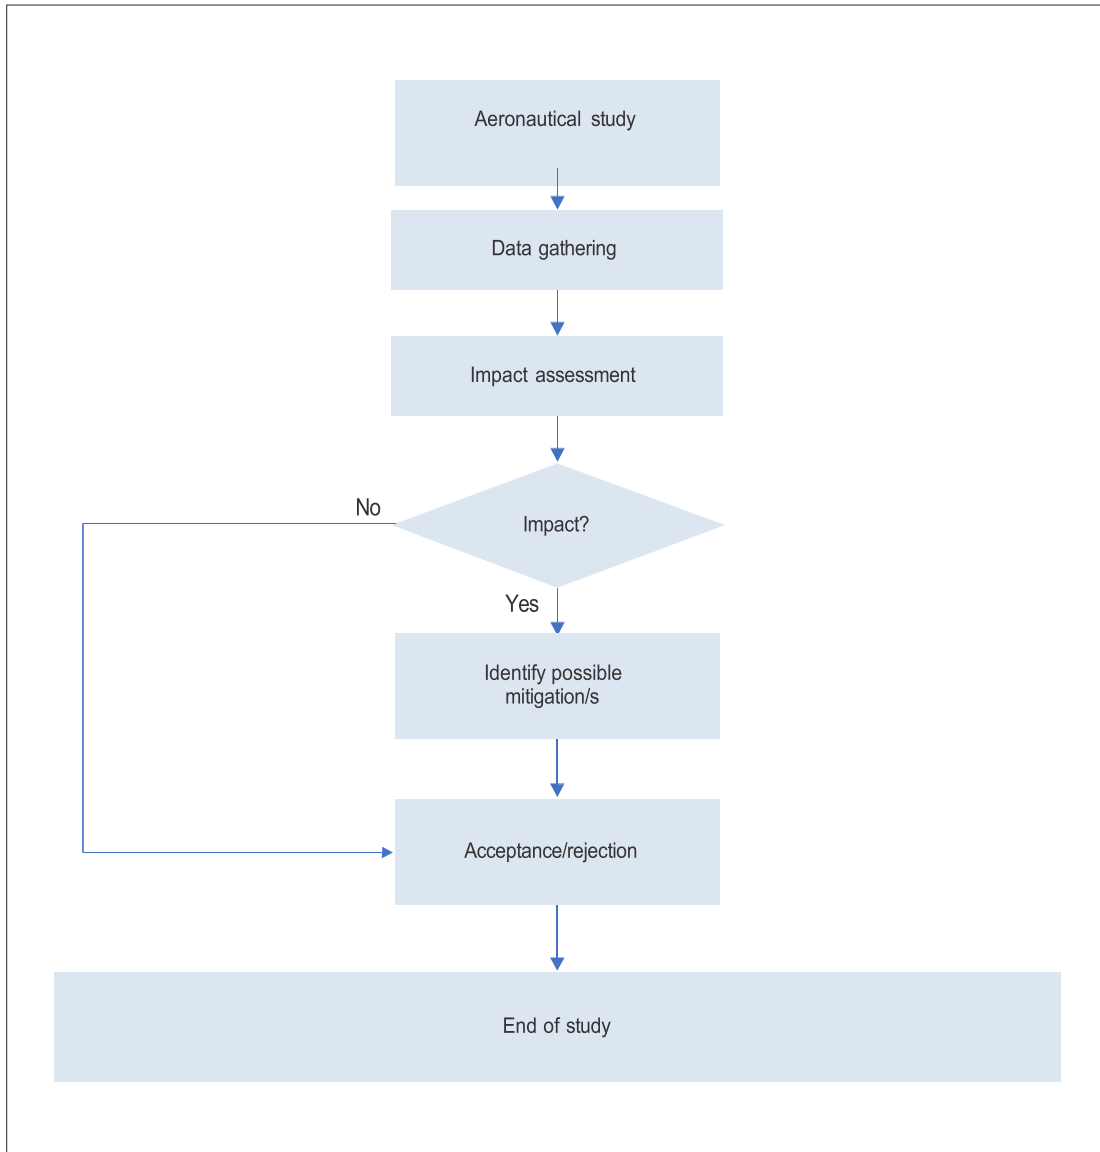 Aeronautical study
Data gathering
Impact assessment
No
Impact?
Yes
Identify possible
mitigation/s
Acceptance/rejection
End of study